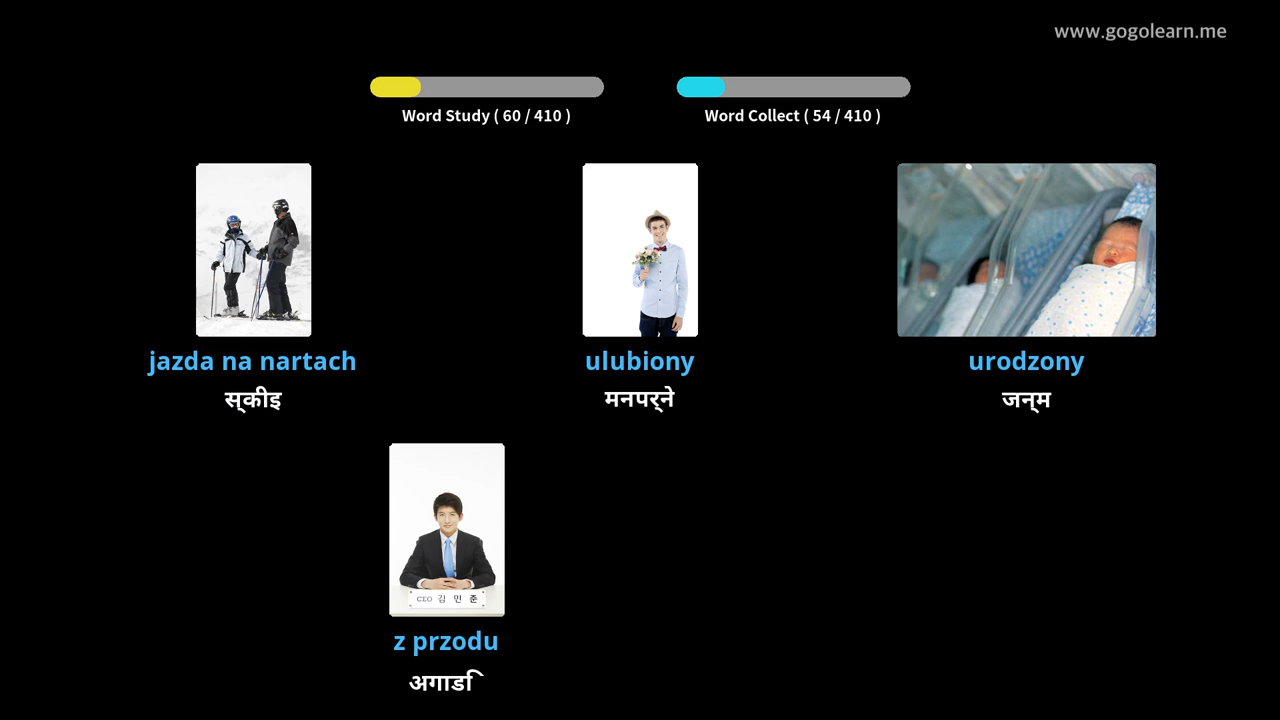 www.gogolearn.me
Word Study ( 60 / 410 )
Word Collect ( 54 / 410 )
jazda na nartach
ulubiony
urodzony
स्कीइ
मनपर्ने
जन्म
CEO 김 민 준
z przodu
अगाडि